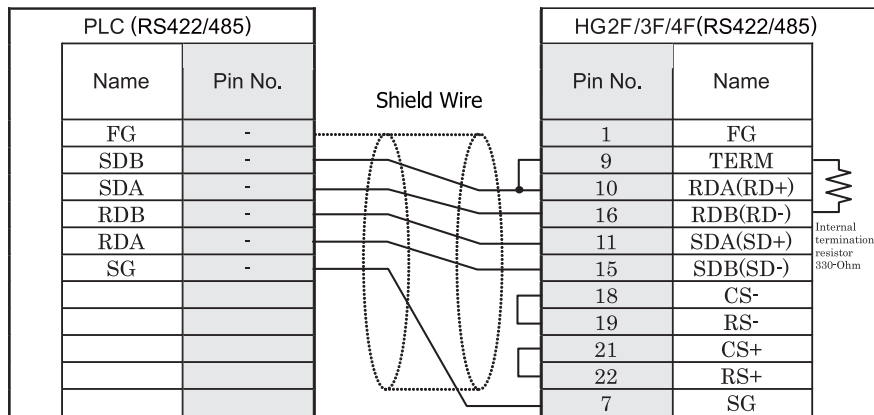 PLC (RS422/485)
Name Pin No.
FG -
SDB -
SDA -
RDB -
RDA -
SG -
Shield Wire
HG2F/3F/4F(RS422/485)
Pin No. Name
1 FG
9 TERM
10 RDA(RD+)
16 RDB(RD-)
11 SDA(SD+)
15 SDB(SD-)
18 CS-
19 RS-
21 CS+
22 RS+
7 SG
Internal
termination
resistor
330-Ohm